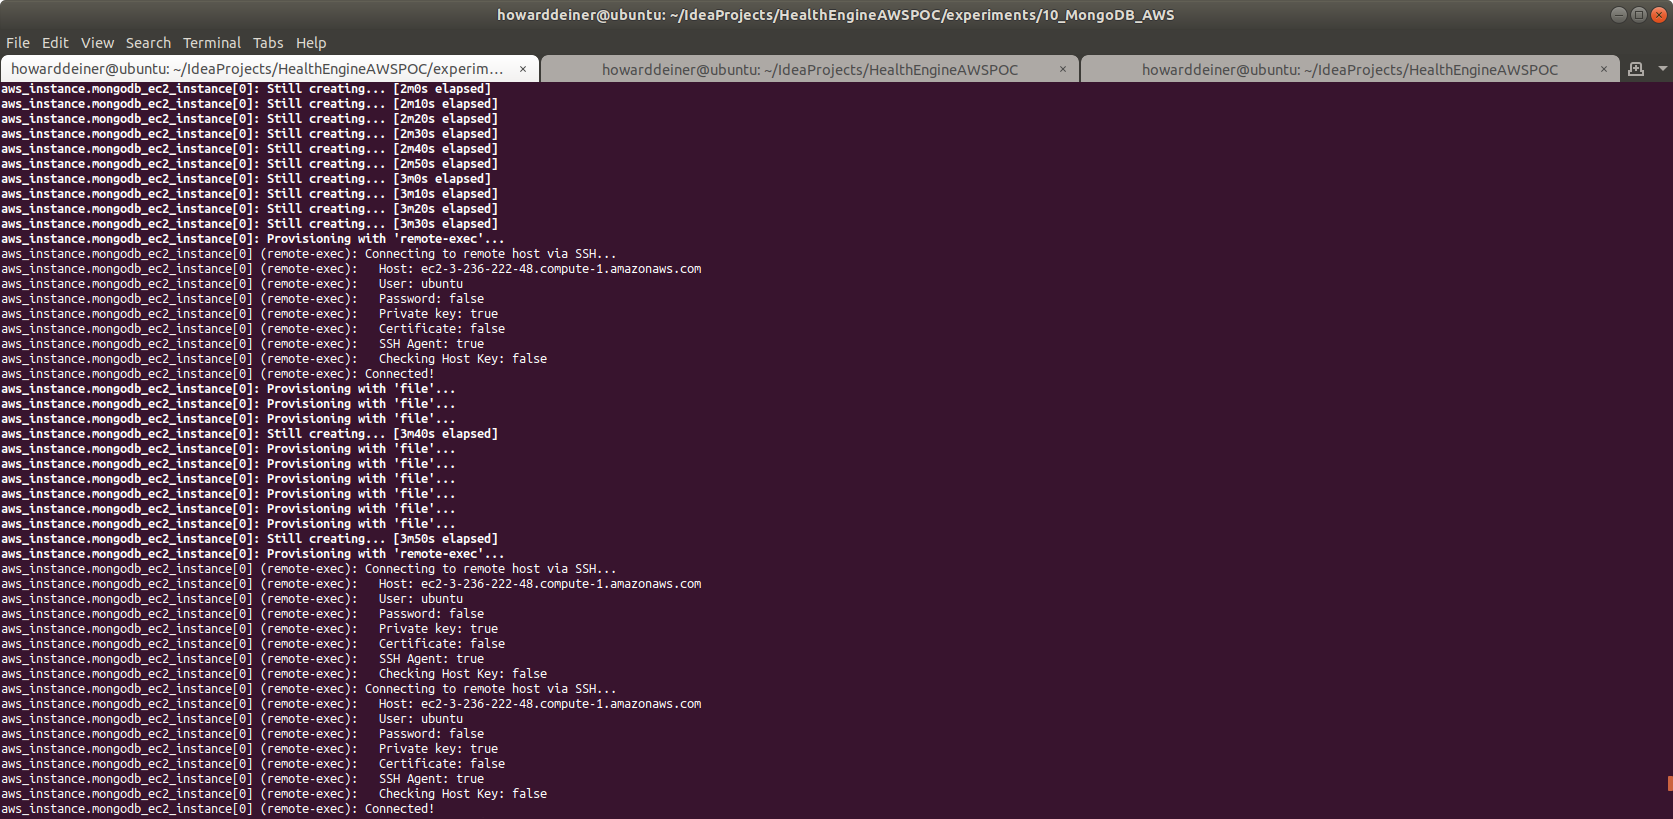 howarddeiner@ubuntu: ~/IdeaProjects/HealthEngineAWSPOC/experiments/10_MongoDB_AWS
File Edit View Search Terminal Tabs Help
howarddeiner@ubuntu: ~/IdeaProjects/HealthEngineAWSPOC/experim... × howarddeiner@ubuntu: ~/IdeaProjects/HealthEngineAWSPOC × howarddeiner@ubuntu: ~/IdeaProjects/HealthEngineAWSPOC ×
aws_instance.mongodb_ec2_instance[0]: Still creating... [2m0s elapsed]
aws_instance.mongodb_ec2_instance[0]: Still creating... [2m10s elapsed]
aws_instance.mongodb_ec2_instance[0]: Still creating... [2m20s elapsed]
aws_instance.mongodb_ec2_instance[0]: Still creating... [2m30s elapsed]
aws_instance.mongodb_ec2_instance[0]: Still creating... [2m40s elapsed]
aws_instance.mongodb_ec2_instance[0]: Still creating... [2m50s elapsed]
aws_instance.mongodb_ec2_instance[0]: Still creating... [3m0s elapsed]
aws_instance.mongodb_ec2_instance[0]: Still creating... [3m10s elapsed]
aws_instance.mongodb_ec2_instance[0]: Still creating... [3m20s elapsed]
aws_instance.mongodb_ec2_instance[0]: Still creating... [3m30s elapsed]
aws_instance.mongodb_ec2_instance[0]: Provisioning with 'remote-exec'...
aws_instance.mongodb_ec2_instance[0] (remote-exec): Connecting to remote host via SSH...
aws_instance.mongodb_ec2_instance[0] (remote-exec):   Host: ec2-3-236-222-48.compute-1.amazonaws.com
aws_instance.mongodb_ec2_instance[0] (remote-exec):   User: ubuntu
aws_instance.mongodb_ec2_instance[0] (remote-exec):   Password: false
aws_instance.mongodb_ec2_instance[0] (remote-exec):   Private key: true
aws_instance.mongodb_ec2_instance[0] (remote-exec):   Certificate: false
aws_instance.mongodb_ec2_instance[0] (remote-exec):   SSH Agent: true
aws_instance.mongodb_ec2_instance[0] (remote-exec):   Checking Host Key: false
aws_instance.mongodb_ec2_instance[0] (remote-exec): Connected!
aws_instance.mongodb_ec2_instance[0]: Provisioning with 'file'...
aws_instance.mongodb_ec2_instance[0]: Provisioning with 'file'...
aws_instance.mongodb_ec2_instance[0]: Provisioning with 'file'...
aws_instance.mongodb_ec2_instance[0]: Still creating... [3m40s elapsed]
aws_instance.mongodb_ec2_instance[0]: Provisioning with 'file'...
aws_instance.mongodb_ec2_instance[0]: Provisioning with 'file'...
aws_instance.mongodb_ec2_instance[0]: Provisioning with 'file'...
aws_instance.mongodb_ec2_instance[0]: Provisioning with 'file'...
aws_instance.mongodb_ec2_instance[0]: Provisioning with 'file'...
aws_instance.mongodb_ec2_instance[0]: Provisioning with 'file'...
aws_instance.mongodb_ec2_instance[0]: Still creating... [3m50s elapsed]
aws_instance.mongodb_ec2_instance[0]: Provisioning with 'remote-exec'...
aws_instance.mongodb_ec2_instance[0] (remote-exec): Connecting to remote host via SSH...
aws_instance.mongodb_ec2_instance[0] (remote-exec):   Host: ec2-3-236-222-48.compute-1.amazonaws.com
aws_instance.mongodb_ec2_instance[0] (remote-exec):   User: ubuntu
aws_instance.mongodb_ec2_instance[0] (remote-exec):   Password: false
aws_instance.mongodb_ec2_instance[0] (remote-exec):   Private key: true
aws_instance.mongodb_ec2_instance[0] (remote-exec):   Certificate: false
aws_instance.mongodb_ec2_instance[0] (remote-exec):   SSH Agent: true
aws_instance.mongodb_ec2_instance[0] (remote-exec):   Checking Host Key: false
aws_instance.mongodb_ec2_instance[0] (remote-exec): Connecting to remote host via SSH...
aws_instance.mongodb_ec2_instance[0] (remote-exec):   Host: ec2-3-236-222-48.compute-1.amazonaws.com
aws_instance.mongodb_ec2_instance[0] (remote-exec):   User: ubuntu
aws_instance.mongodb_ec2_instance[0] (remote-exec):   Password: false
aws_instance.mongodb_ec2_instance[0] (remote-exec):   Private key: true
aws_instance.mongodb_ec2_instance[0] (remote-exec):   Certificate: false
aws_instance.mongodb_ec2_instance[0] (remote-exec):   SSH Agent: true
aws_instance.mongodb_ec2_instance[0] (remote-exec):   Checking Host Key: false
aws_instance.mongodb_ec2_instance[0] (remote-exec): Connected!